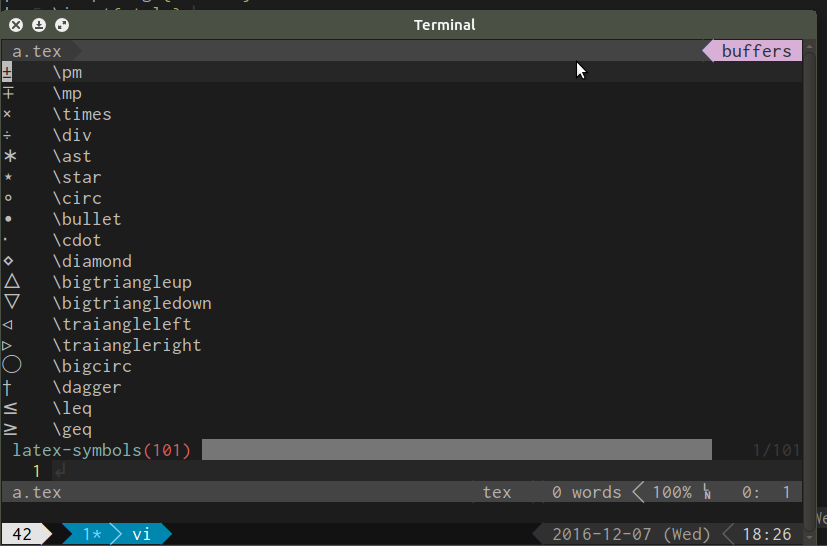 Terminal
a.tex buffers
± \pm
∓ \mp
× \times
÷ \div
∗ \ast
⋆ \star
∘ \circ
• \bullet
⋅ \cdot
⋄ \diamond
△ \bigtriangleup
▽ \bigtriangledown
◃ \traiangleleft
▹ \traiangleright
◯ \bigcirc
† \dagger
≤ \leq
≥ \geq
latex-symbols(101) 1/101
1 ↲
a.tex tex 0 words 100% LN 0: 1
42 1* vi 2016-12-07 (Wed) 18:26